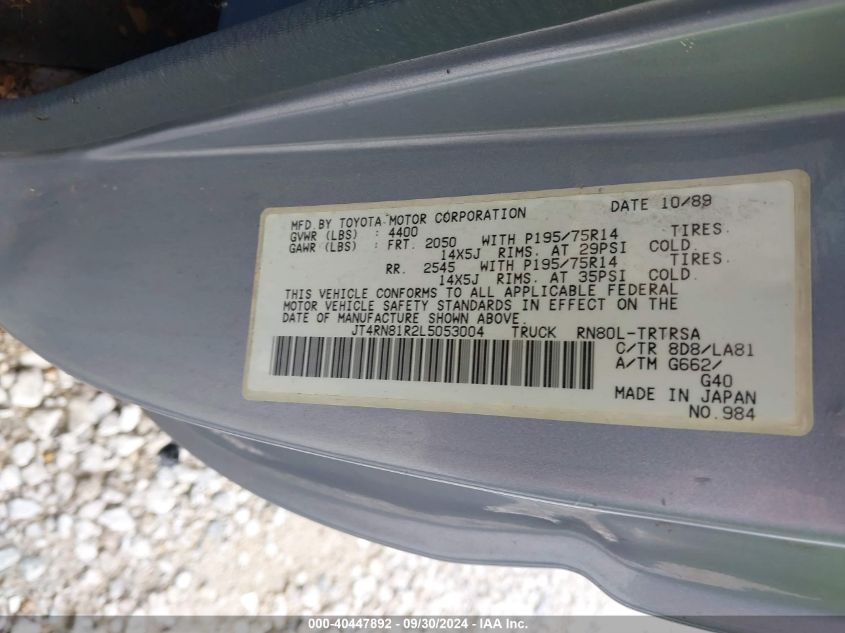 MFD.BY TOYOTA MOTOR CORPORATION DATE 10/89
GVWR (LBS) : 4400
GAWR (LBS) : FRT. 2050 WITH P195/75R14 TIRES.
14X5J RIMS. AT 29PSI COLD.
RR. 2545 WITH P195/75R14 TIRES.
14X5J RIMS. AT 35PSI COLD.
THIS VEHICLE CONFORMS TO ALL APPLICABLE FEDERAL
MOTOR VEHICLE SAFETY STANDARDS IN EFFECT ON THE
DATE OF MANUFACTURE SHOWN ABOVE.
JT4RN81R2L5053004 TRUCK RN80L-TRTRSA
C/TR 8D8/LA81
A/TM G662/
G40
MADE IN JAPAN
NO.984
000-40447892 - 09/30/2024 - IAA Inc.